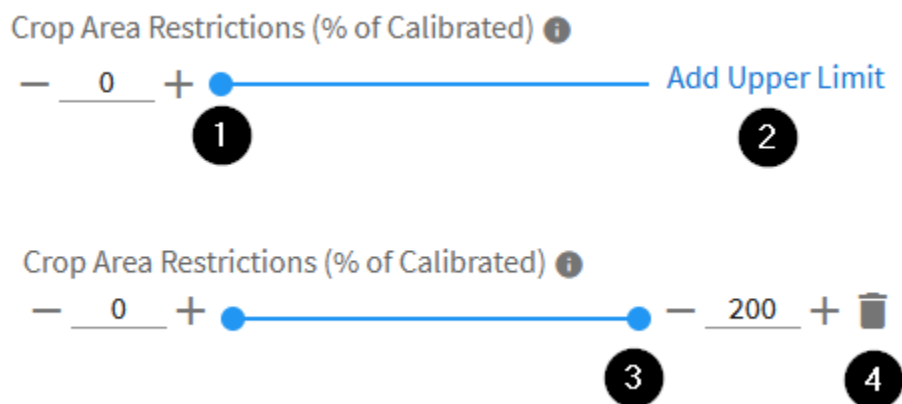 Crop Area Restrictions (% of Calibrated)
0 Add Upper Limit
1 2
Crop Area Restrictions (% of Calibrated)
0 200
3 4